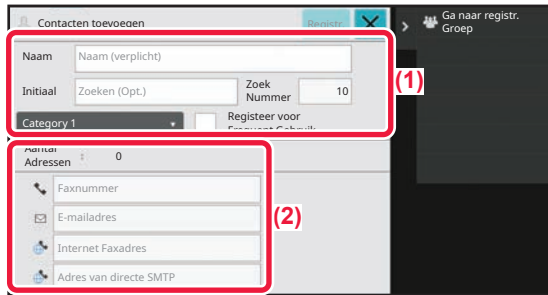 Contacten toevoegen
Registr.
Ga naar registr.
Groep
Naam
Naam (verplicht)
Initiaal
Zoeken (Opt.)
Zoek
Nummer
10
(1)
Category 1
Registeer voor
Frequent Gebruik
Aantal
Adressen : 0
Faxnummer
E-mailadres
(2)
Internet Faxadres
Adres van directe SMTP